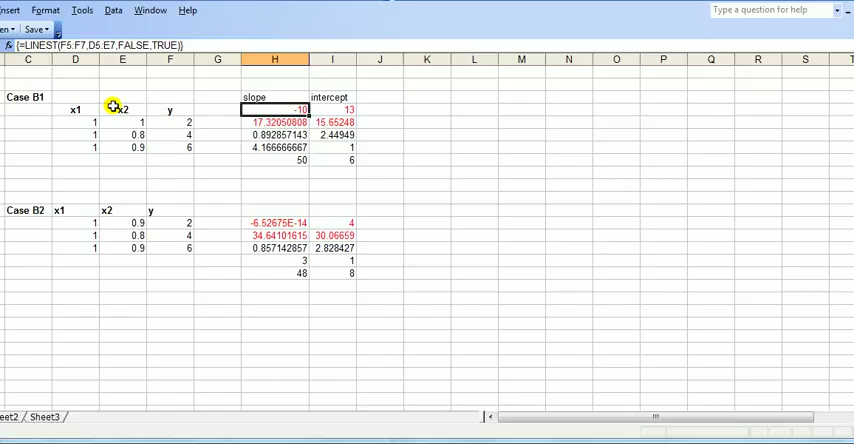 nsert Format Tools Data Window Help Type a question for help
en Save
fx {=LINEST(F5:F7,D5:E7,FALSE,TRUE)}
C D E F G H I J K L M N O P Q R S T
Case B1 slope intercept
x1 x2 y -10 13
1 1 2 17.32050808 15.65248
1 0.8 4 0.892857143 2.44949
1 0.9 6 4.166666667 1
50 6
Case B2 x1 x2 y
1 0.9 2 -6.52675E-14 4
1 0.8 4 34.64101615 30.06659
1 0.9 6 0.857142857 2.828427
3 1
48 8
eet2 / Sheet3 /